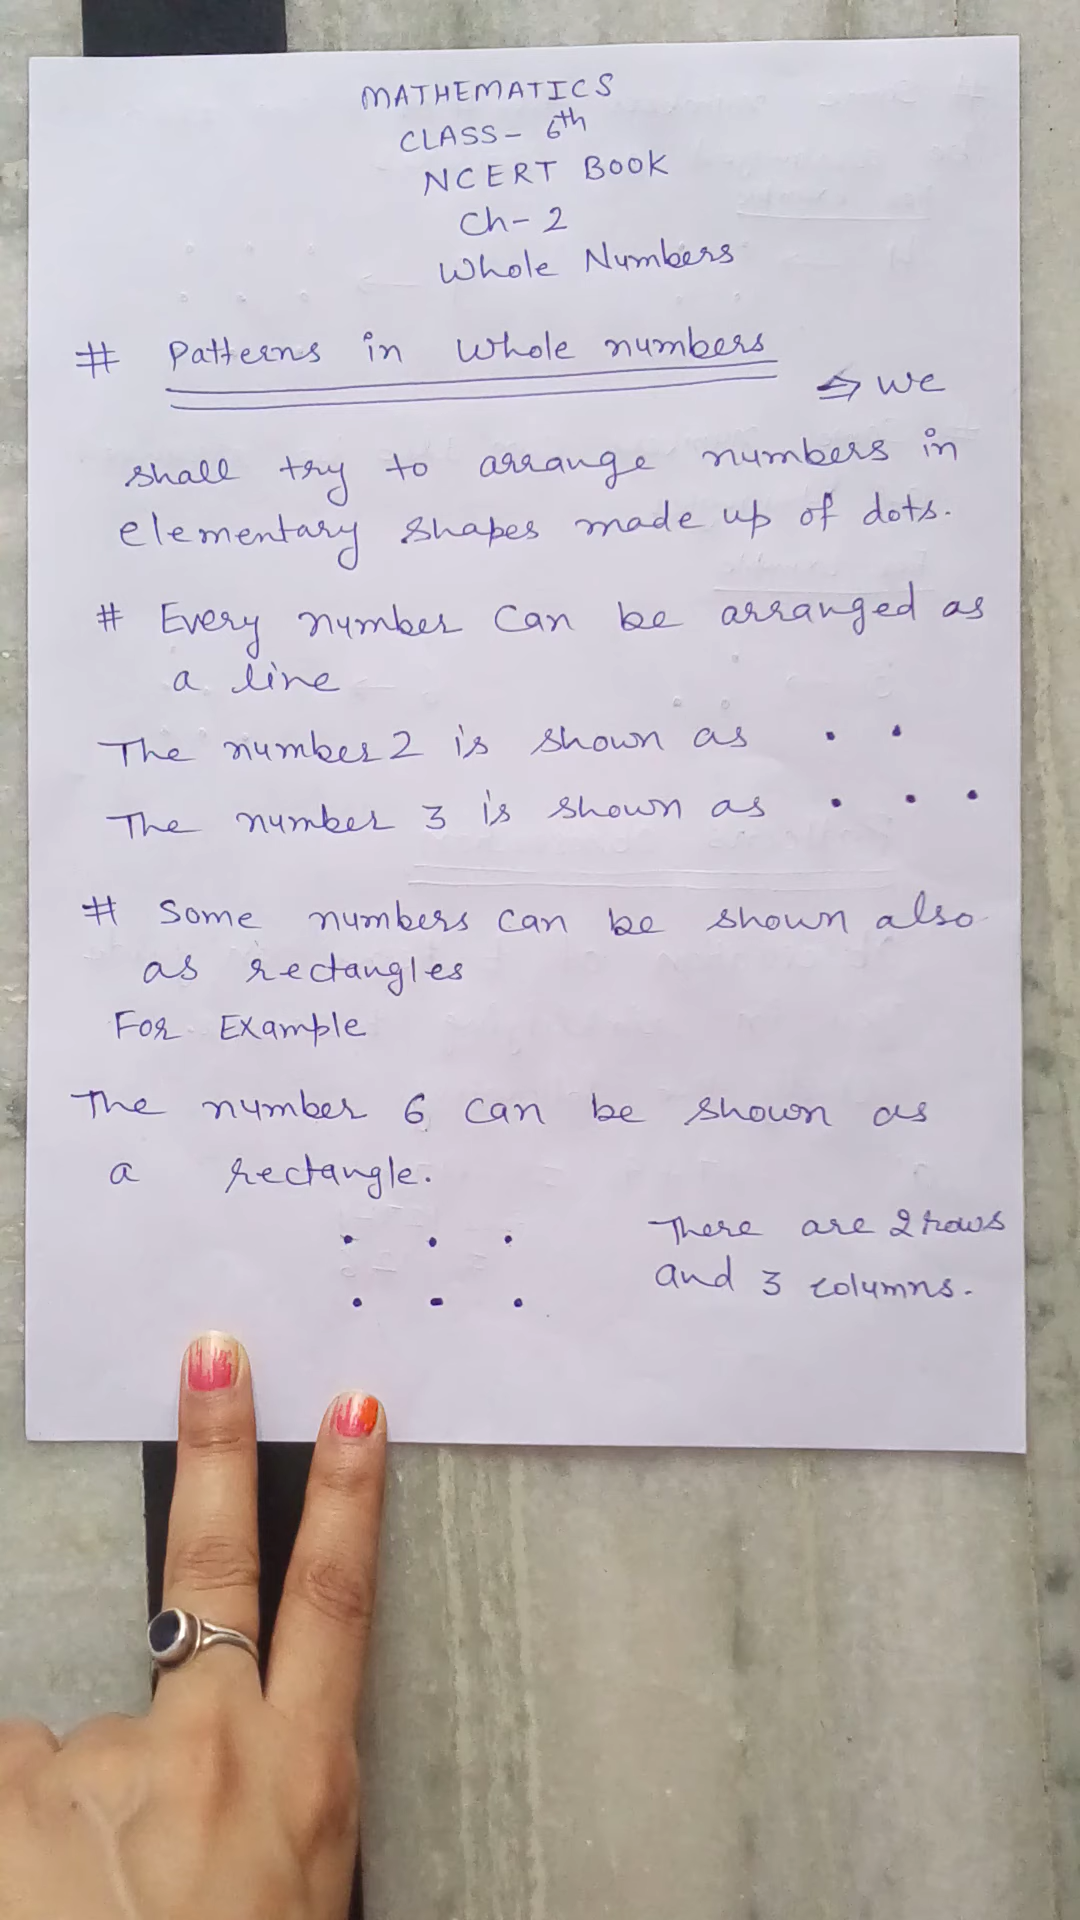 MATHEMATICS
CLASS- 6th
NCERT BOOK
Ch-2
Whole Numbers
# Patterns in whole numbers
⇒ we
shall try to arrange numbers in
elementary shapes made up of dots.
# Every number can be arranged as
a line
The number 2 is shown as . .
The number 3 is shown as . . .
# Some numbers can be shown also
as rectangles
For Example
The number 6 can be shown as
a rectangle.
. . .
There are 2 rows
and 3 columns.
. . .